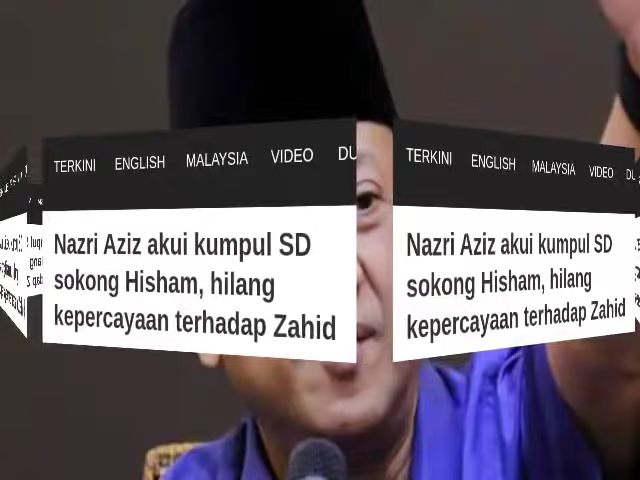 TERKINI ENGLISH MALAYSIA VIDEO
Nazri Aziz akui kumpul SD
sokong Hisham, hilang
kepercayaan terhadap Zahid
TERKINI ENGLISH MALAYSIA VIDEO
Nazri Aziz akui kumpul SD
sokong Hisham, hilang
kepercayaan terhadap Zahid